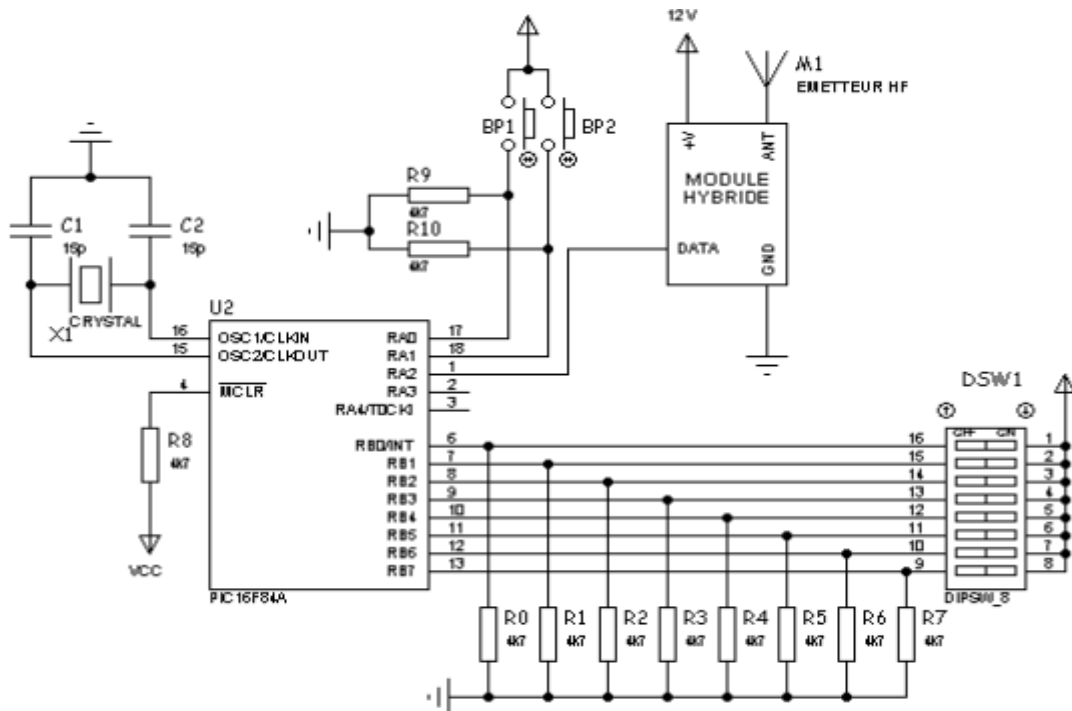 12V
M1
EMETTEUR HF
BP1
BP2
+V
ANT
MODULE
HYBRIDE
DATA
GND
R9
4K7
R10
4K7
C1
15p
C2
15p
X1
CRYSTAL
U2
16
OSC1/CLKIN
RA0
17
15
OSC2/CLKOUT
RA1
18
RA2
1
4
MCLR
RA3
2
RA4/T0CKI
3
DSW1
OFF
ON
RB0/INT
6
16
1
RB1
7
15
2
RB2
8
14
3
RB3
9
13
4
RB4
10
12
5
RB5
11
11
6
RB6
12
10
7
RB7
13
9
8
R8
4K7
VCC
PIC16F84A
DIPSW_8
R0
4K7
R1
4K7
R2
4K7
R3
4K7
R4
4K7
R5
4K7
R6
4K7
R7
4K7